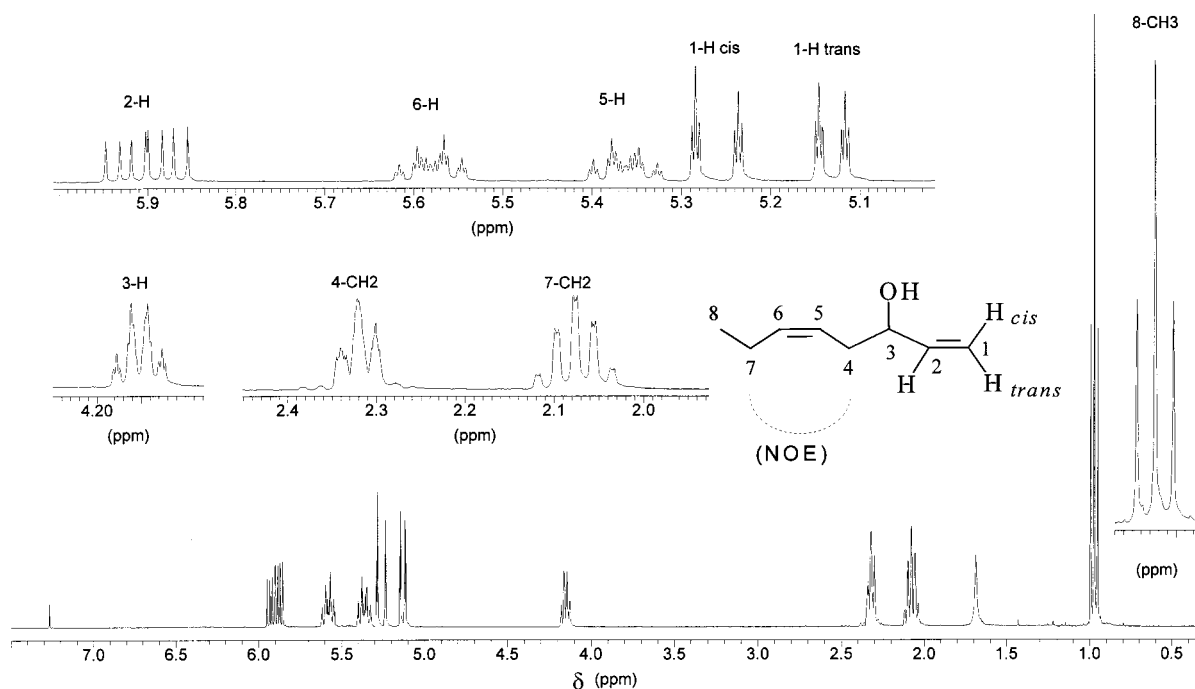 8-CH3
1-H cis
1-H trans
2-H
6-H
5-H
5.9 5.8 5.7 5.6 5.5 5.4 5.3 5.2 5.1
(ppm)
3-H
4-CH2
7-CH2
4.20
2.4 2.3 2.2 2.1 2.0
(ppm)
(ppm)
OH
H cis
8 6 5
3 1
7 4 H 2 H trans
(NOE)
(ppm)
7.0 6.5 6.0 5.5 5.0 4.5 4.0 3.5 3.0 2.5 2.0 1.5 1.0 0.5
δ (ppm)